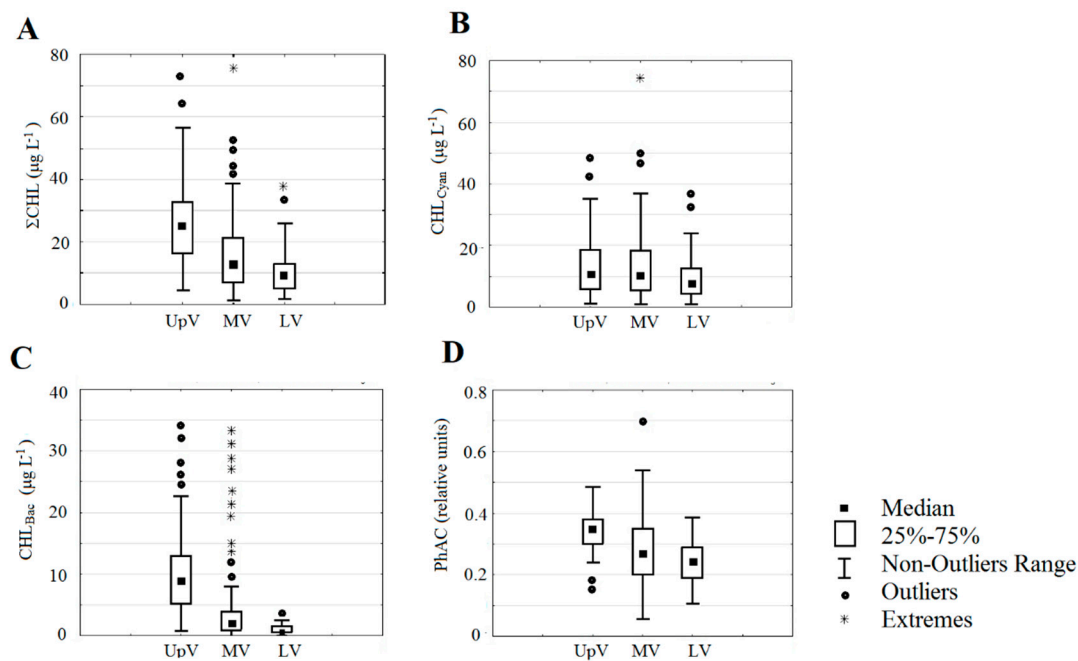 A
ΣCHL (µg L⁻¹)
80
60
40
20
0
UpV MV LV
B
CHL_Cyan (µg L⁻¹)
80
60
40
20
0
UpV MV LV
C
CHL_Bac (µg L⁻¹)
40
30
20
10
0
UpV MV LV
D
PhAC (relative units)
0.8
0.6
0.4
0.2
0
UpV MV LV
Median
25%-75%
Non-Outliers Range
Outliers
Extremes